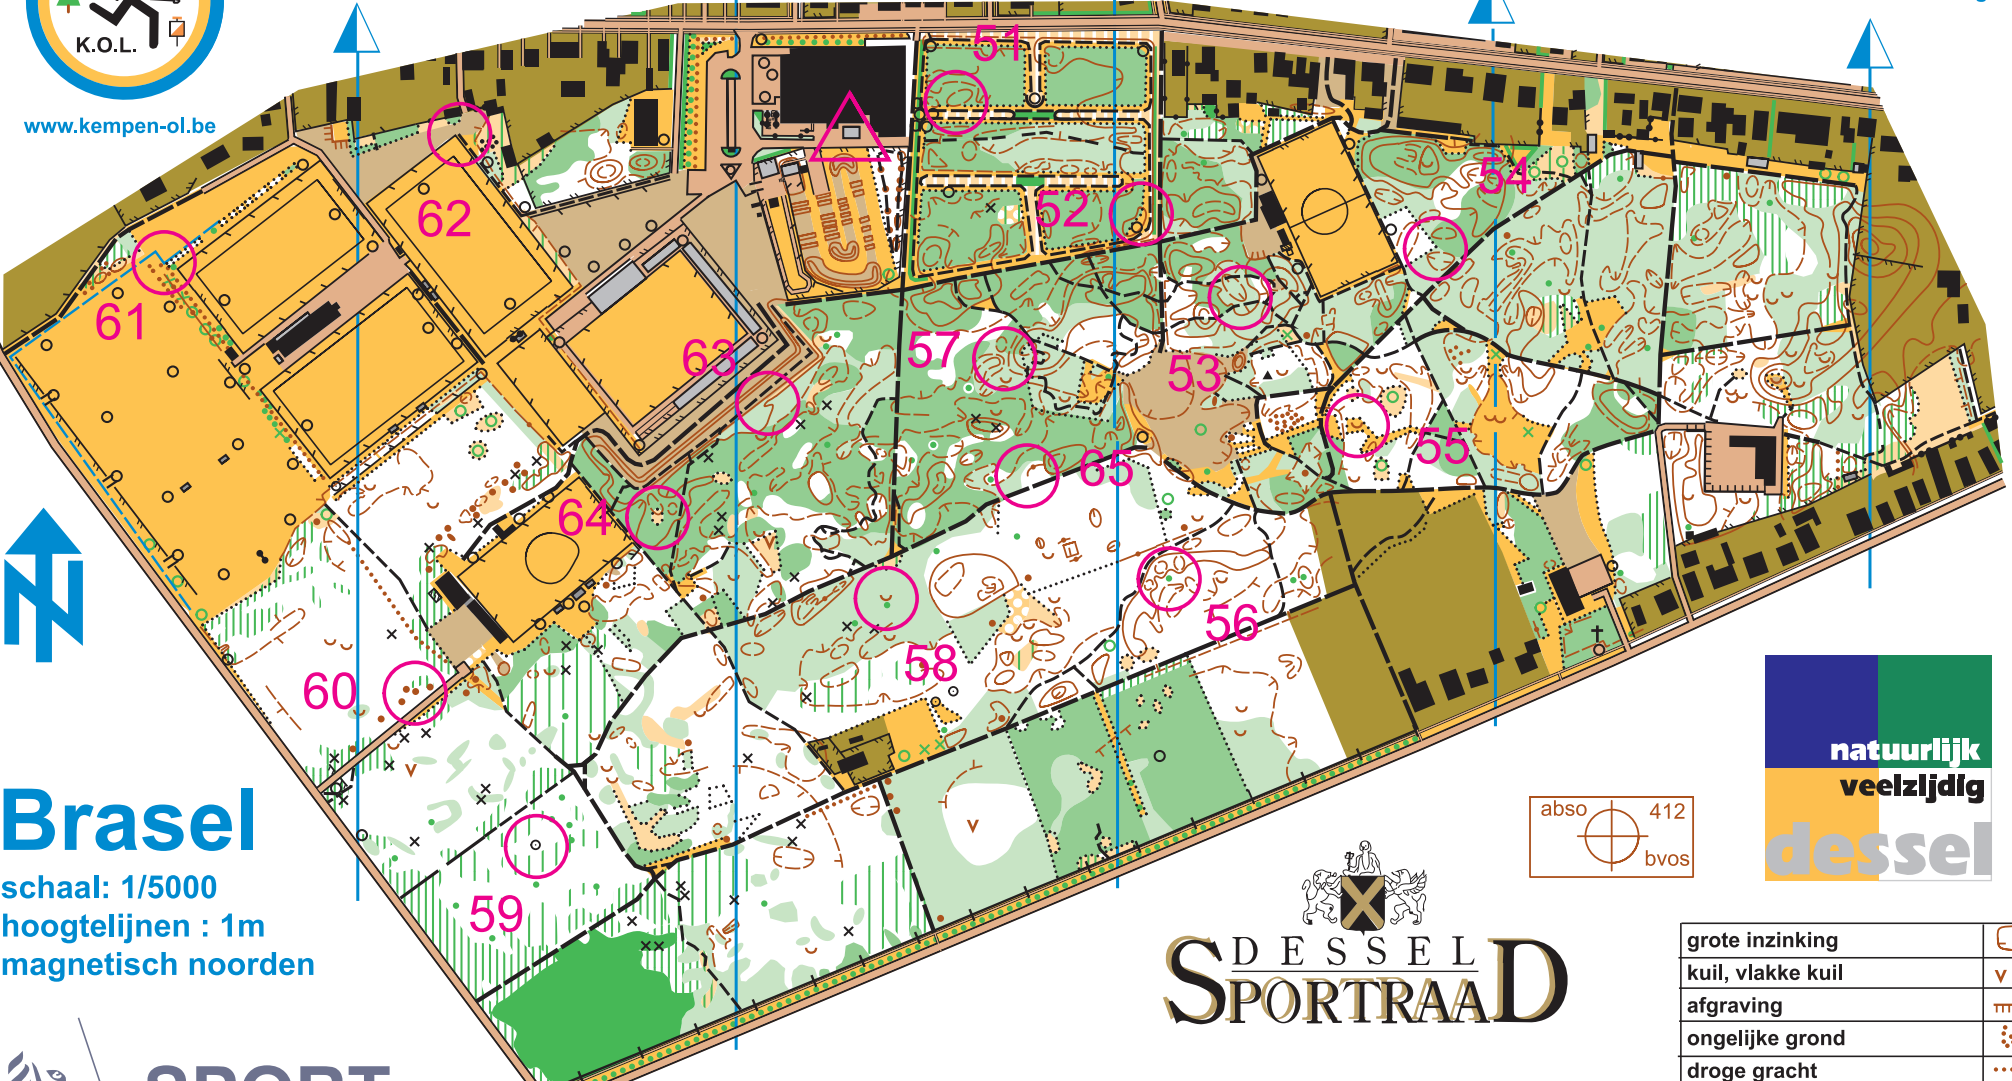 K.O.L.
www.kempen-ol.be
51
62
52
54
61
57
63
53
55
65
64
56
60
58
59
Brasel
schaal: 1/5000
hoogtelijnen : 1m
magnetisch noorden
SPORT
N
natuurlijk
veelzijdig
dessel
abso 412
bvos
DESSEL
SPORTRAAD
grote inzinking
kuil, vlakke kuil
afgraving
ongelijke grond
droge gracht